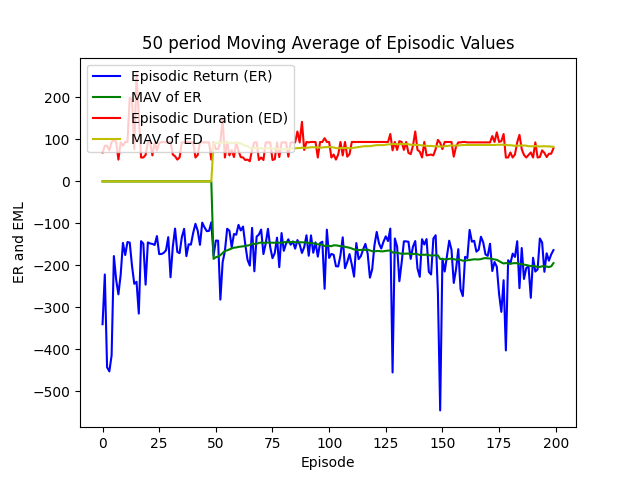 50 period Moving Average of Episodic Values
Episodic Return (ER)
MAV of ER
Episodic Duration (ED)
MAV of ED
200
100
0
−100
−200
−300
−400
−500
ER and EML
0
25
50
75
100
125
150
175
200
Episode